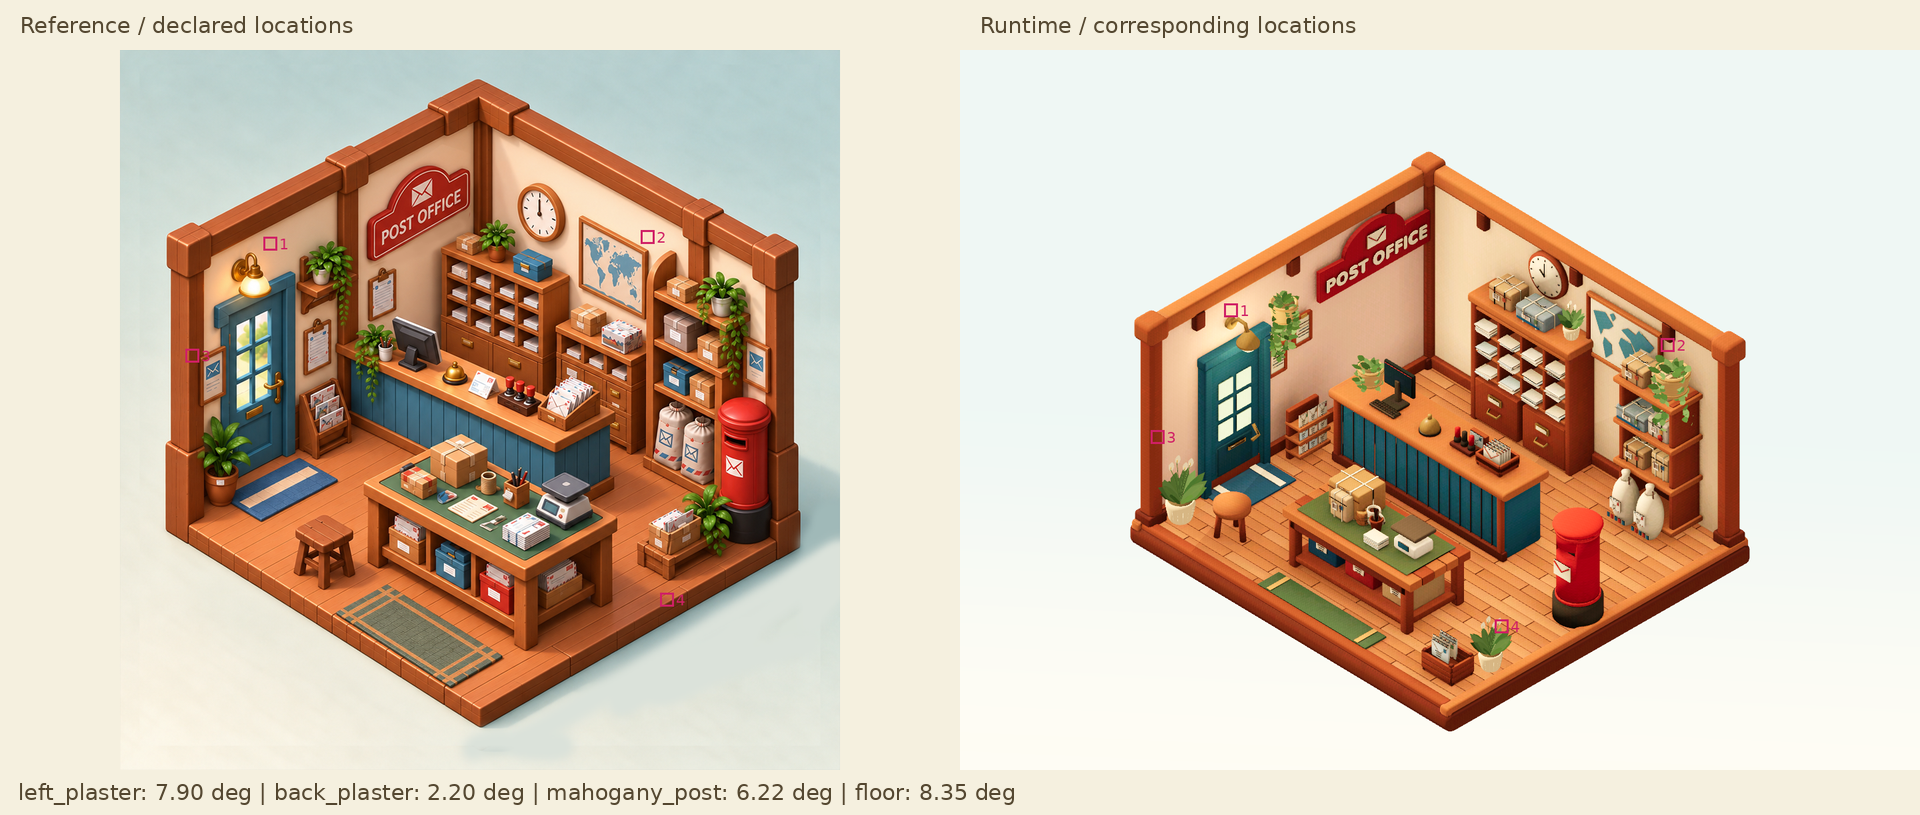 Reference / declared locations
Runtime / corresponding locations
POST OFFICE
1
2
3
4
POST OFFICE
1
2
3
4
left_plaster: 7.90 deg | back_plaster: 2.20 deg | mahogany_post: 6.22 deg | floor: 8.35 deg